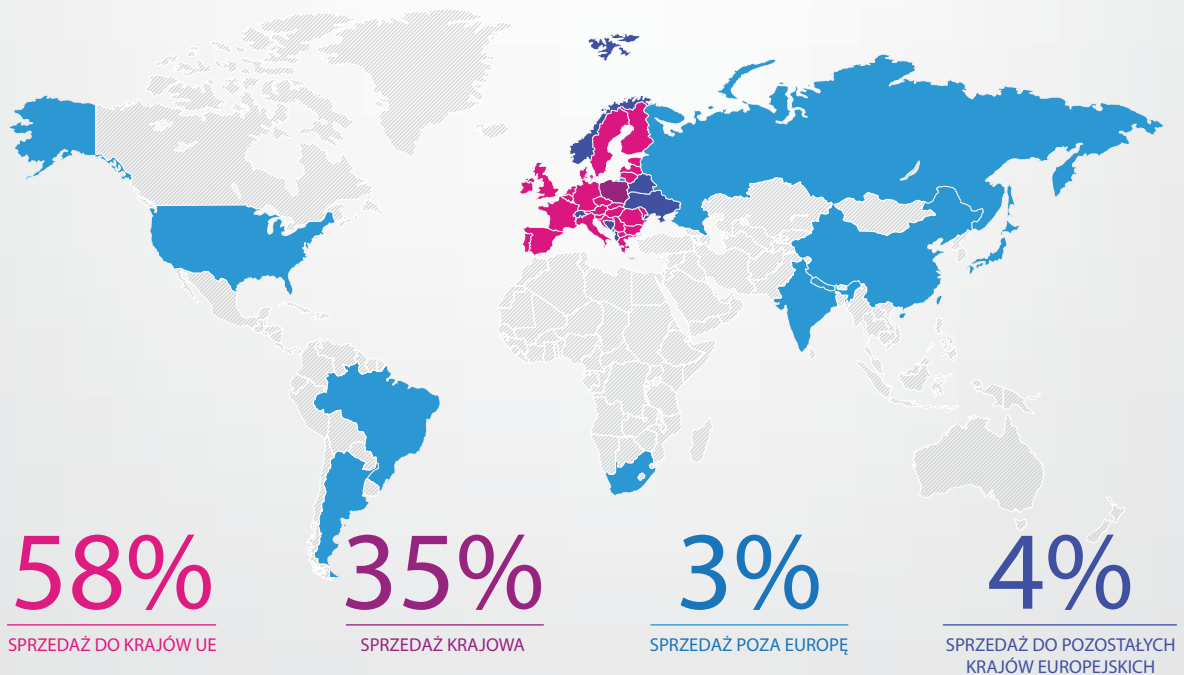 58%
SPRZEDAŻ DO KRAJÓW UE
35%
SPRZEDAŻ KRAJOWA
3%
SPRZEDAŻ POZA EUROPĘ
4%
SPRZEDAŻ DO POZOSTAŁYCH
KRAJÓW EUROPEJSKICH